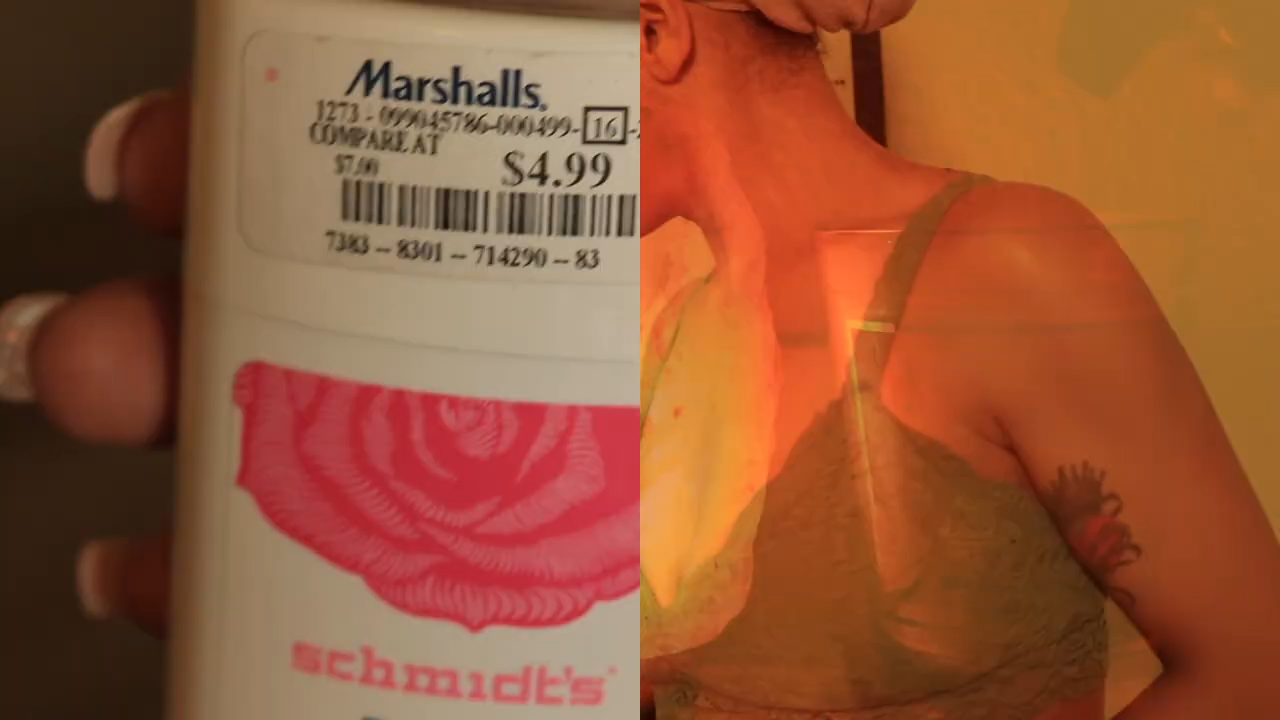 Marshalls.
1273 - 099045786-000499- 16 -
COMPARE AT
$7.00 $4.99
7383 -- 8301 -- 714290 -- 83
schmidt's